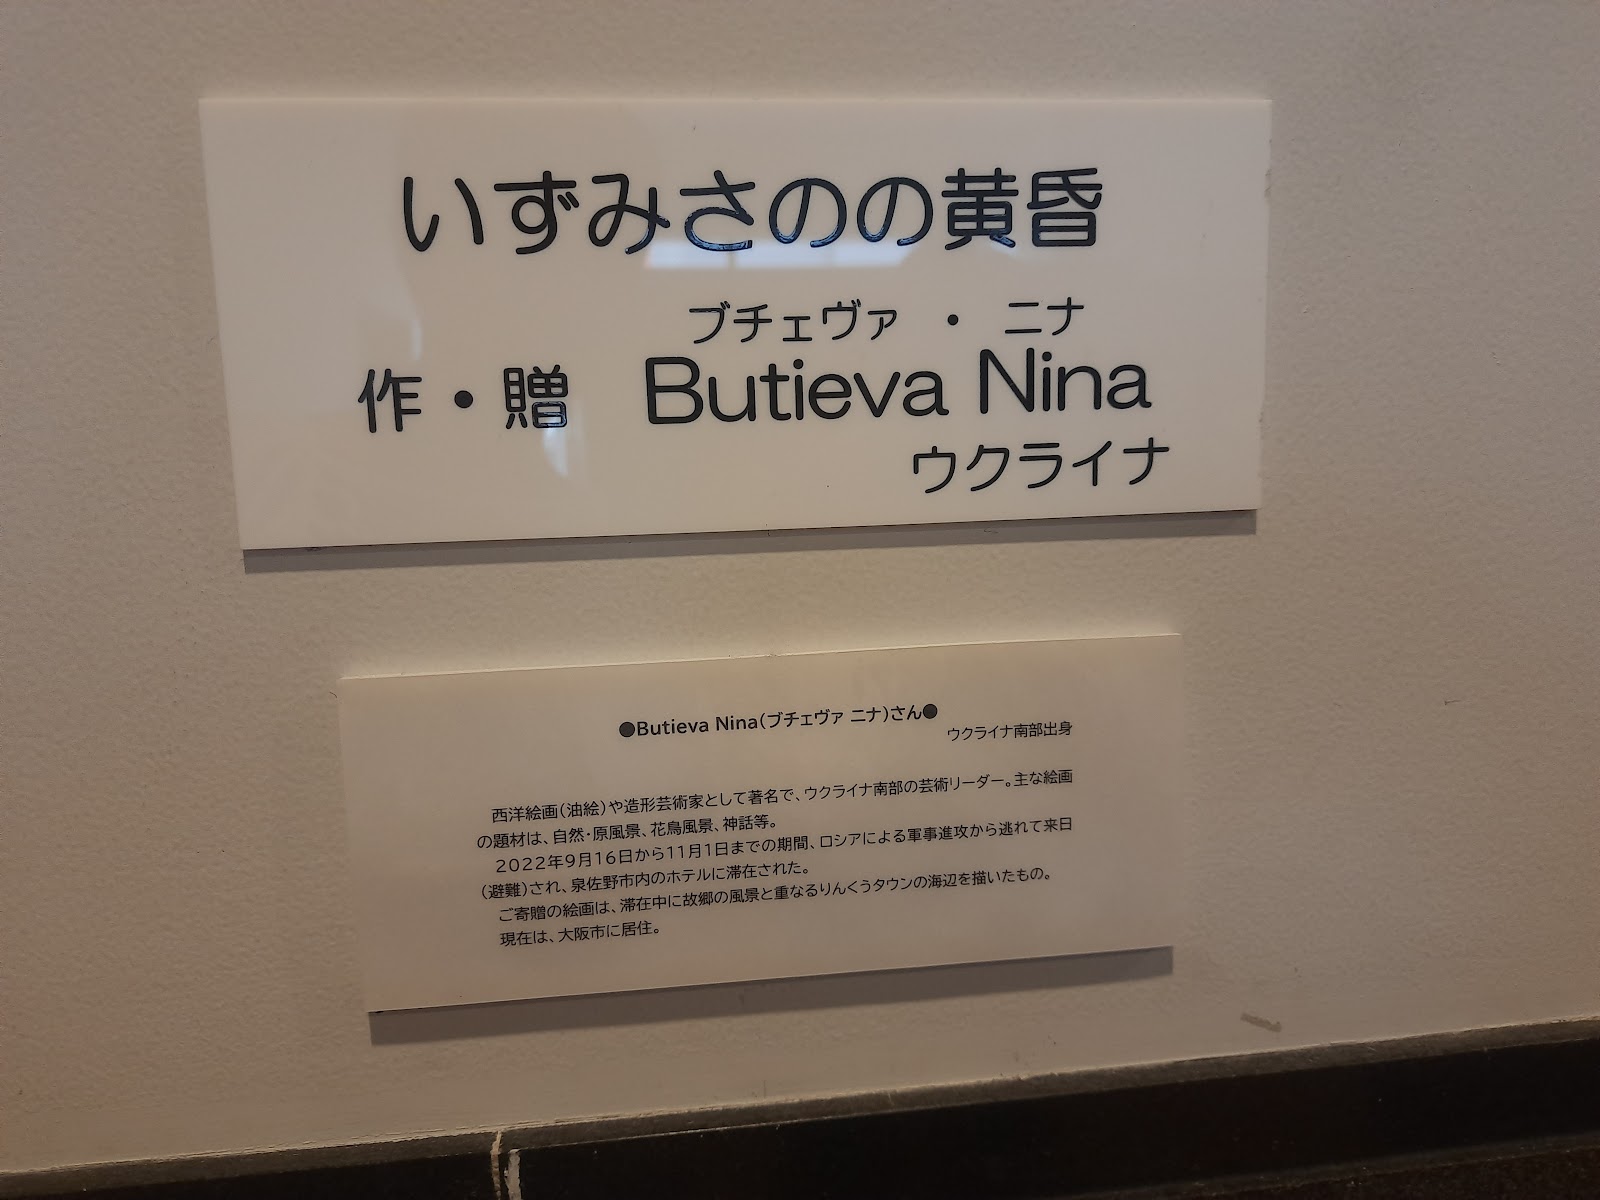 いずみさのの黄昏
ブチェヴァ ・ ニナ
作・贈 Butieva Nina
ウクライナ
●Butieva Nina(ブチェヴァ ニナ)さん●
ウクライナ南部出身
西洋絵画(油絵)や造形芸術家として著名で、ウクライナ南部の芸術リーダー。主な絵画
の題材は、自然・原風景、花鳥風景、神話等。
2022年9月16日から11月1日までの期間、ロシアによる軍事進攻から逃れて来日
(避難)され、泉佐野市内のホテルに滞在された。
ご寄贈の絵画は、滞在中に故郷の風景と重なるりんくうタウンの海辺を描いたもの。
現在は、大阪市に居住。